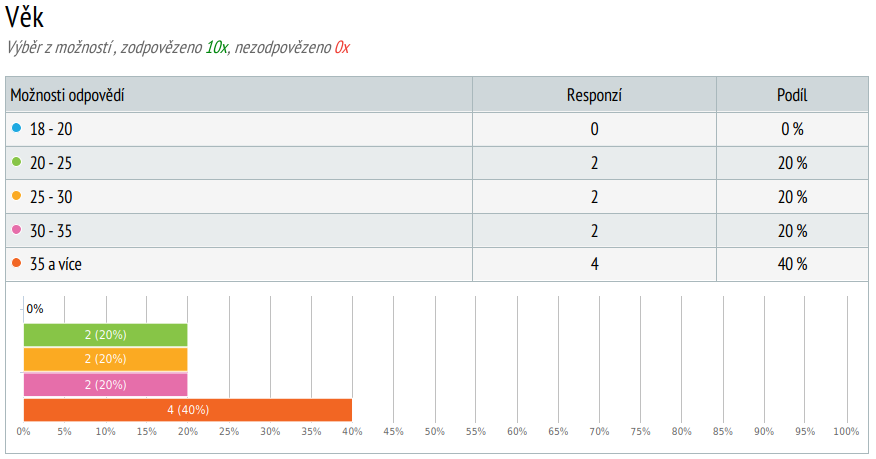 Věk
Výběr z možností , zodpovězeno 10x, nezodpovězeno 0x
Možnosti odpovědí Responzí Podíl
18 - 20 0 0 %
20 - 25 2 20 %
25 - 30 2 20 %
30 - 35 2 20 %
35 a více 4 40 %
0%
2 (20%)
2 (20%)
2 (20%)
4 (40%)
0% 5% 10% 15% 20% 25% 30% 35% 40% 45% 50% 55% 60% 65% 70% 75% 80% 85% 90% 95% 100%